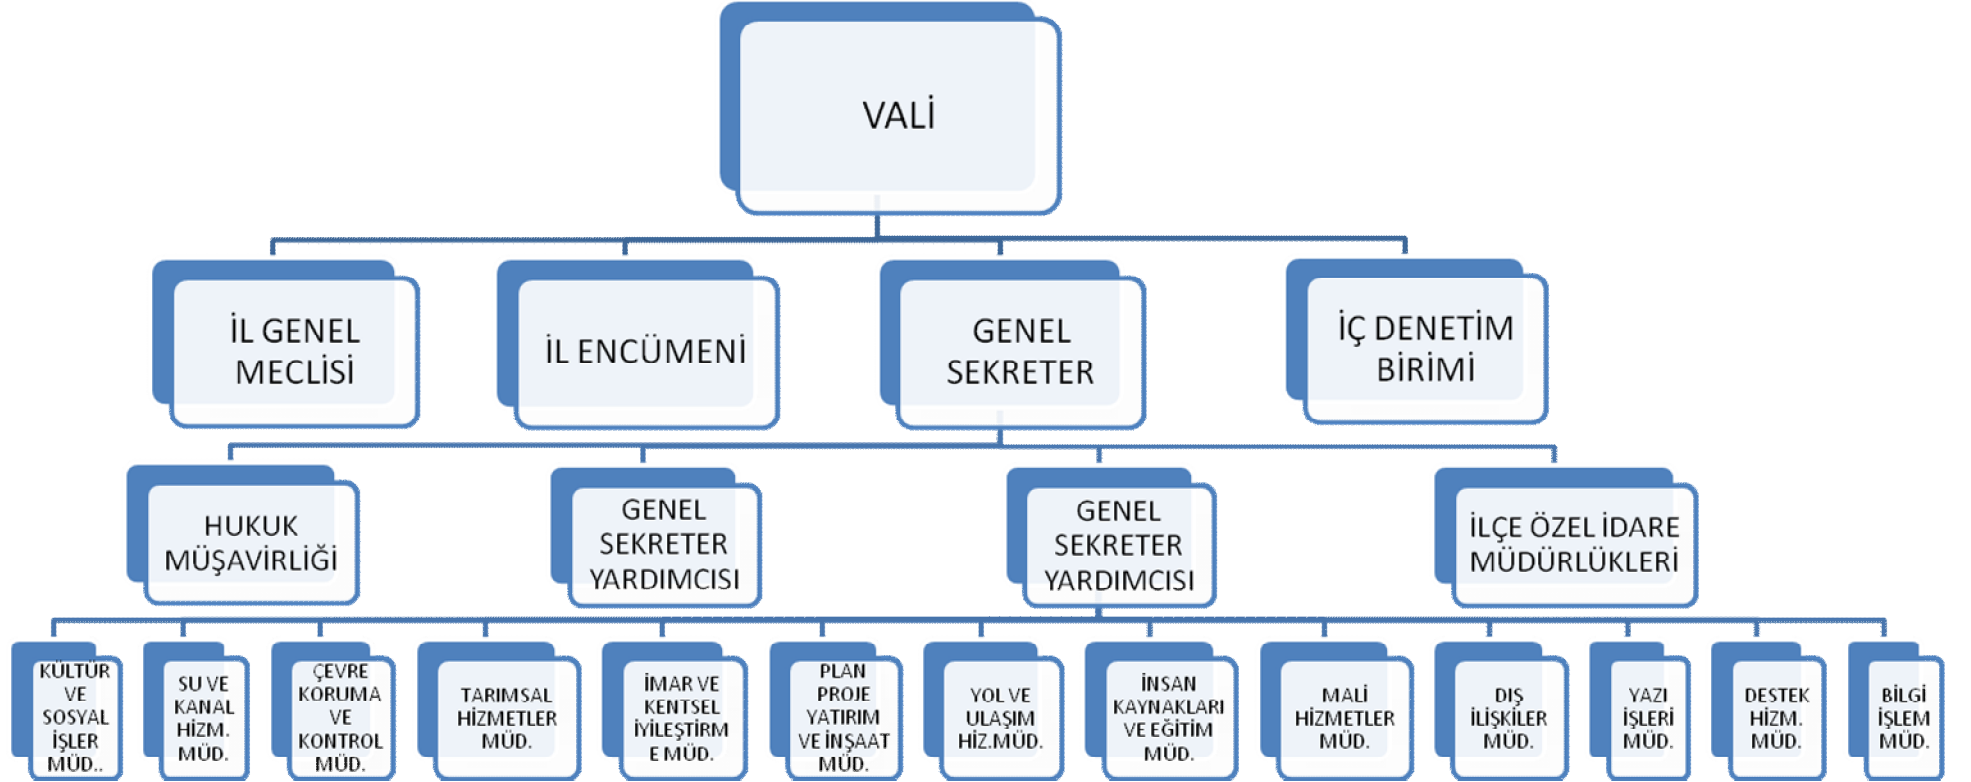 VALİ
İL GENEL
MECLİSİ
İL ENCÜMENİ
GENEL
SEKRETER
İÇ DENETİM
BİRİMİ
HUKUK
MÜŞAVİRLİĞİ
GENEL
SEKRETER
YARDIMCISI
GENEL
SEKRETER
YARDIMCISI
İLÇE ÖZEL İDARE
MÜDÜRLÜKLERİ
KÜLTÜR
VE
SOSYAL
İŞLER
MÜD..
SU VE
KANAL
HİZM.
MÜD.
ÇEVRE
KORUMA
VE
KONTROL
MÜD.
TARIMSAL
HİZMETLER
MÜD.
İMAR VE
KENTSEL
İYİLEŞTİRM
E MÜD.
PLAN
PROJE
YATIRIM
VE İNŞAAT
MÜD.
YOL VE
ULAŞIM
HİZ.MÜD.
İNSAN
KAYNAKLARI
VE EĞİTİM
MÜD.
MALİ
HİZMETLER
MÜD.
DIŞ
İLİŞKİLER
MÜD.
YAZI
İŞLERİ
MÜD.
DESTEK
HİZM.
MÜD.
BİLGİ
İŞLEM
MÜD.